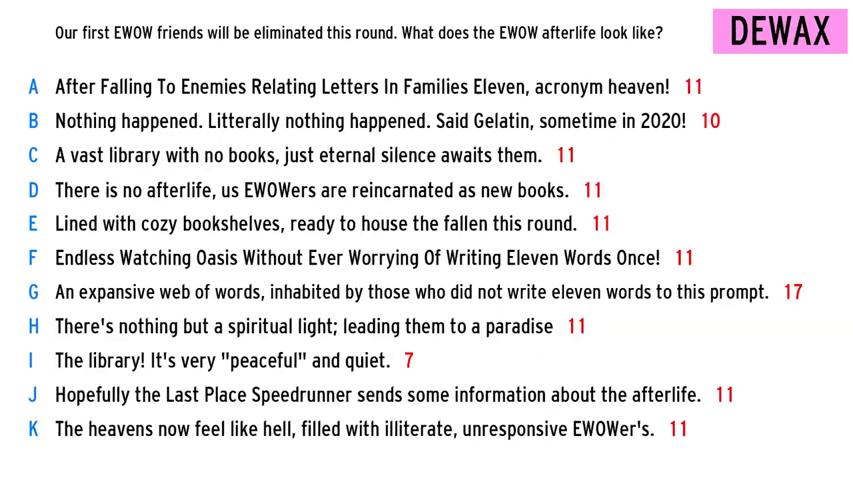 Our first EWOW friends will be eliminated this round. What does the EWOW afterlife look like?
DEWAX
A After Falling To Enemies Relating Letters In Families Eleven, acronym heaven! 11
B Nothing happened. Litterally nothing happened. Said Gelatin, sometime in 2020! 10
C A vast library with no books, just eternal silence awaits them. 11
D There is no afterlife, us EWOWers are reincarnated as new books. 11
E Lined with cozy bookshelves, ready to house the fallen this round. 11
F Endless Watching Oasis Without Ever Worrying Of Writing Eleven Words Once! 11
G An expansive web of words, inhabited by those who did not write eleven words to this prompt. 17
H There's nothing but a spiritual light; leading them to a paradise 11
I The library! It's very "peaceful" and quiet. 7
J Hopefully the Last Place Speedrunner sends some information about the afterlife. 11
K The heavens now feel like hell, filled with illiterate, unresponsive EWOWer's. 11